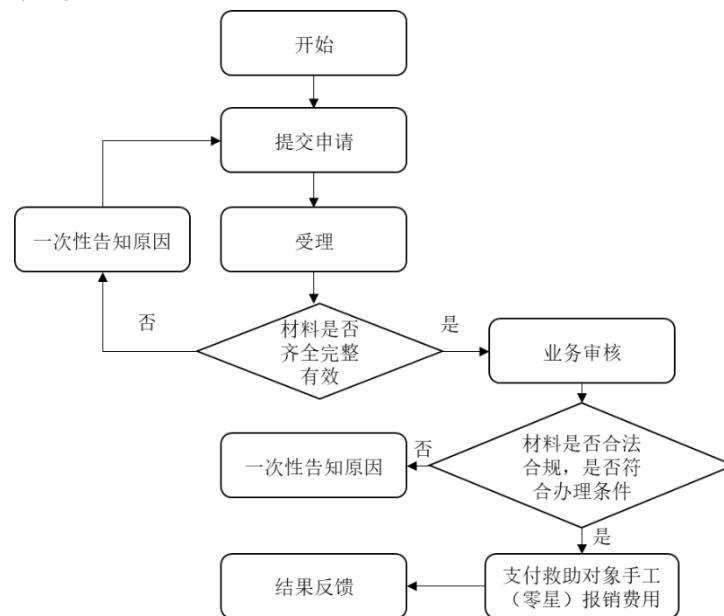 开始
提交申请
一次性告知原因
受理
否
材料是否
齐全完整
有效
是
业务审核
一次性告知原因
否
材料是否合法
合规，是否符
合办理条件
是
结果反馈
支付救助对象手工
（零星）报销费用